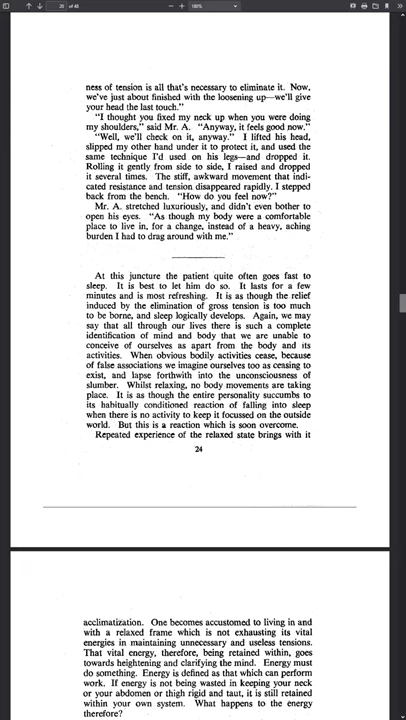 26 of 48
180%
ness of tension is all that's necessary to eliminate it. Now,
we've just about finished with the loosening up—we'll give
your head the last touch."
"I thought you fixed my neck up when you were doing
my shoulders," said Mr. A. "Anyway, it feels good now."
"Well, we'll check on it, anyway." I lifted his head,
slipped my other hand under it to protect it, and used the
same technique I'd used on his legs—and dropped it.
Rolling it gently from side to side, I raised and dropped
it several times. The stiff, awkward movement that indi-
cated resistance and tension disappeared rapidly. I stepped
back from the bench. "How do you feel now?"
Mr. A. stretched luxuriously, and didn't even bother to
open his eyes. "As though my body were a comfortable
place to live in, for a change, instead of a heavy, aching
burden I had to drag around with me."
At this juncture the patient quite often goes fast to
sleep. It is best to let him do so. It lasts for a few
minutes and is most refreshing. It is as though the relief
induced by the elimination of gross tension is too much
to be borne, and sleep logically develops. Again, we may
say that all through our lives there is such a complete
identification of mind and body that we are unable to
conceive of ourselves as apart from the body and its
activities. When obvious bodily activities cease, because
of false associations we imagine ourselves too as ceasing to
exist, and lapse forthwith into the unconsciousness of
slumber. Whilst relaxing, no body movements are taking
place. It is as though the entire personality succumbs to
its habitually conditioned reaction of falling into sleep
when there is no activity to keep it focussed on the outside
world. But this is a reaction which is soon overcome.
Repeated experience of the relaxed state brings with it
24
acclimatization. One becomes accustomed to living in and
with a relaxed frame which is not exhausting its vital
energies in maintaining unnecessary and useless tensions.
That vital energy, therefore, being retained within, goes
towards heightening and clarifying the mind. Energy must
do something. Energy is defined as that which can perform
work. If energy is not being wasted in keeping your neck
or your abdomen or thigh rigid and taut, it is still retained
within your own system. What happens to the energy
therefore?